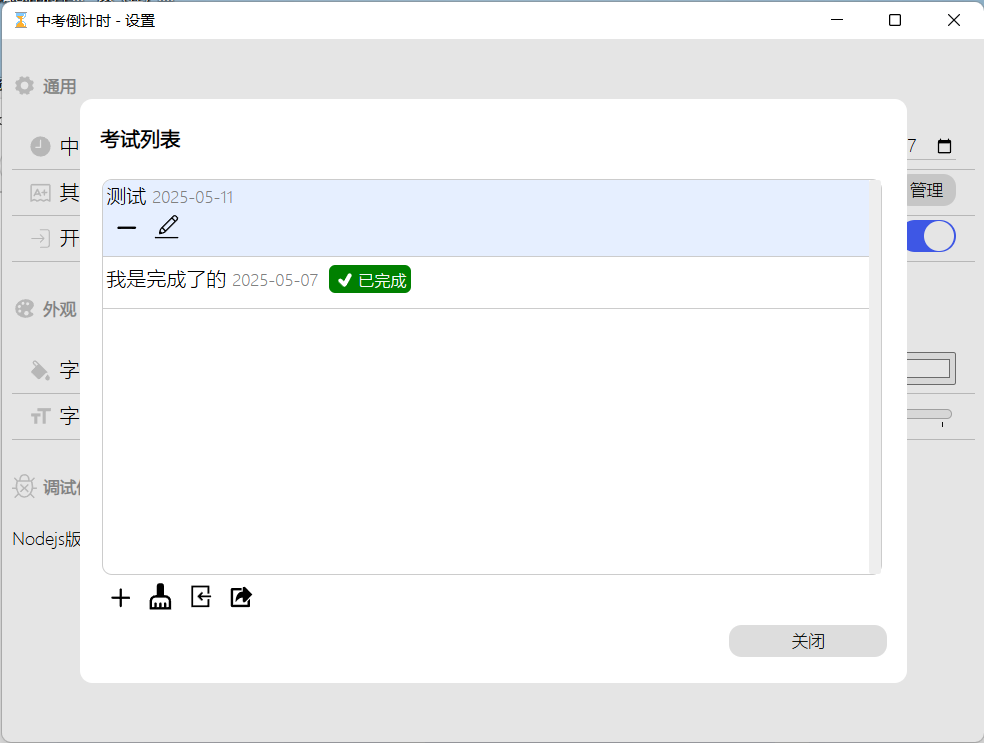 中考倒计时 - 设置
通用
考试列表
中
7
测试 2025-05-11
其
管理
开
我是完成了的 2025-05-07 已完成
外观
字
字
调试
Nodejs版
关闭